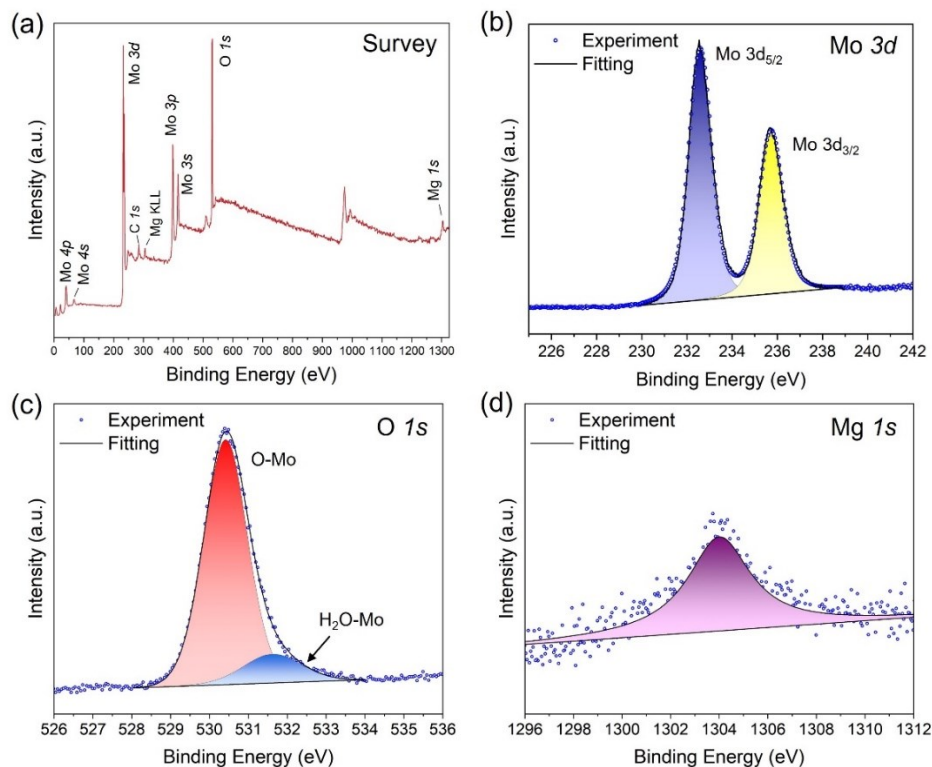 (a)
Survey
Mo 3d
O 1s
Mo 3p
Mo 3s
Mg 1s
C 1s
Mg KLL
Mo 4p
Mo 4s
Intensity (a.u.)
0 100 200 300 400 500 600 700 800 900 1000 1100 1200 1300
Binding Energy (eV)
(b)
Experiment
Fitting
Mo 3d
Mo 3d₅/₂
Mo 3d₃/₂
Intensity (a.u.)
226 228 230 232 234 236 238 240 242
Binding Energy (eV)
(c)
Experiment
Fitting
O 1s
O-Mo
H₂O-Mo
Intensity (a.u.)
526 527 528 529 530 531 532 533 534 535 536
Binding Energy (eV)
(d)
Experiment
Fitting
Mg 1s
Intensity (a.u.)
1296 1298 1300 1302 1304 1306 1308 1310 1312
Binding Energy (eV)